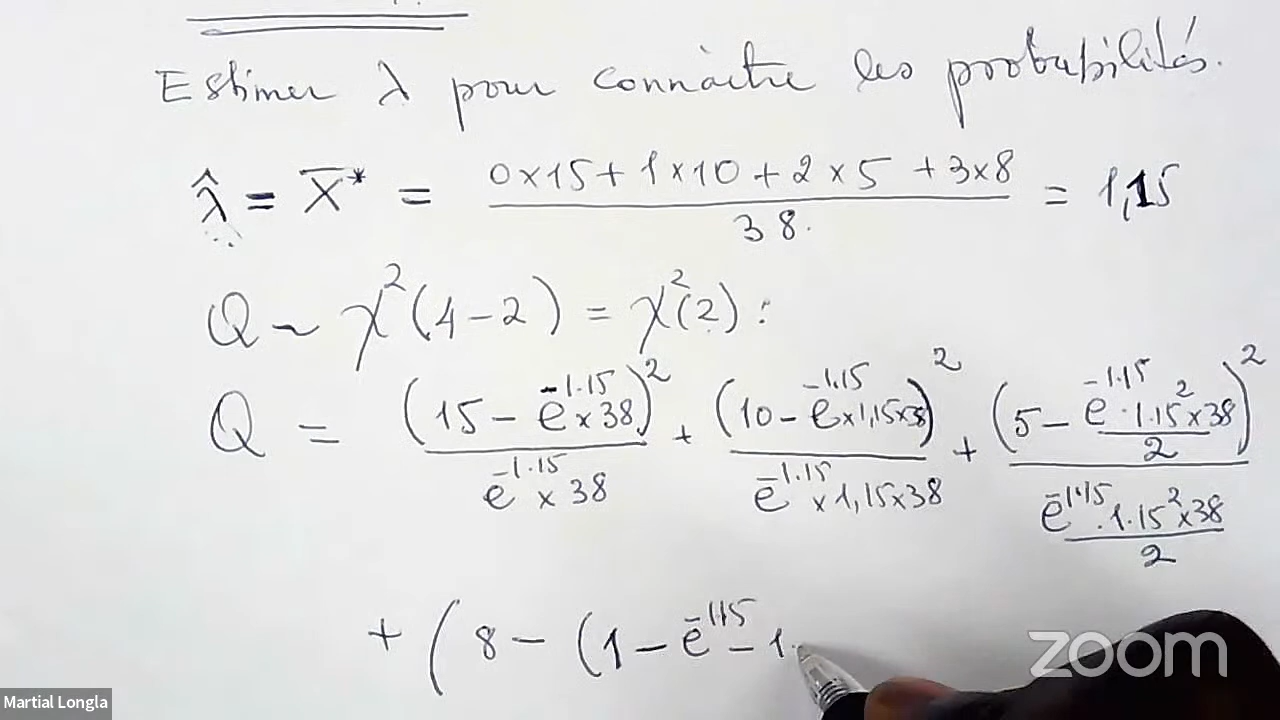 Estimer λ pour connaître les probabilités.
λ̂ = X̄* = (0×15 + 1×10 + 2×5 + 3×8) / 38. = 1,15
Q ~ χ²(4-2) = χ²(2) :
Q = (15 - e^-1.15 × 38)² / (e^-1.15 × 38) + (10 - e^-1.15 × 1,15 × 38)² / (e^-1.15 × 1,15 × 38) + (5 - (e^-1.15 · 1.15² × 38) / 2)² / ((e^-1.15 · 1.15² × 38) / 2)
+ (8 - (1 - e^-1.15 - 1.
zoom
Martial Longla